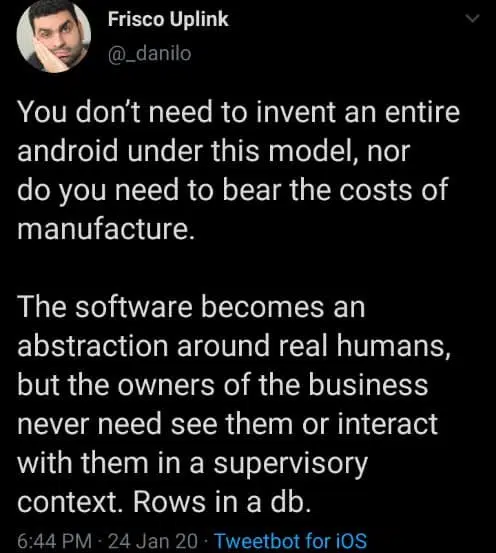 Frisco Uplink
@_danilo
You don’t need to invent an entire
android under this model, nor
do you need to bear the costs of
manufacture.
The software becomes an
abstraction around real humans,
but the owners of the business
never need see them or interact
with them in a supervisory
context. Rows in a db.
6:44 PM · 24 Jan 20 · Tweetbot for iOS